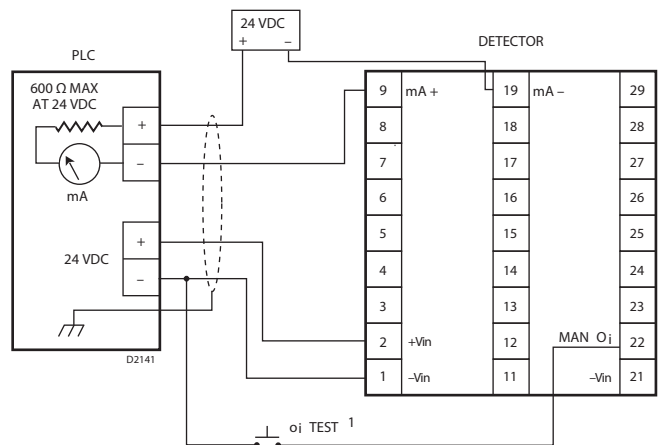 24 VDC
+ –
PLC
DETECTOR
600 Ω MAX
AT 24 VDC
+
–
mA
24 VDC
+
–
D2141
9 mA + 19 mA – 29
8 18 28
7 17 27
6 16 26
5 15 25
4 14 24
3 13 23
2 +Vin 12 MAN Oi 22
1 –Vin 11 –Vin 21
oi TEST 1